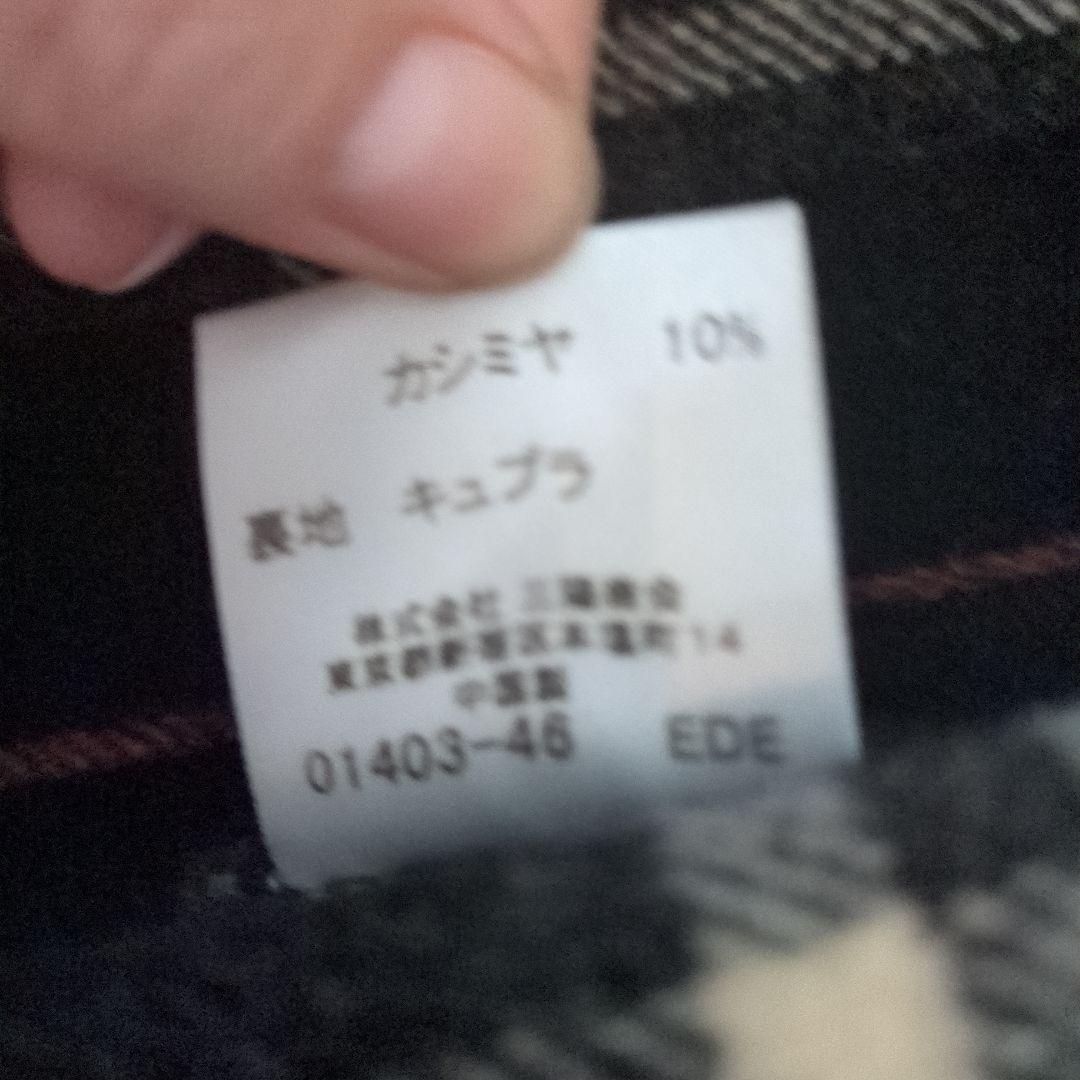 カシミヤ 10%
裏地 キュプラ
株式会社 三陽商会
東京都新宿区本塩町14
中国製
01403-46 EDE